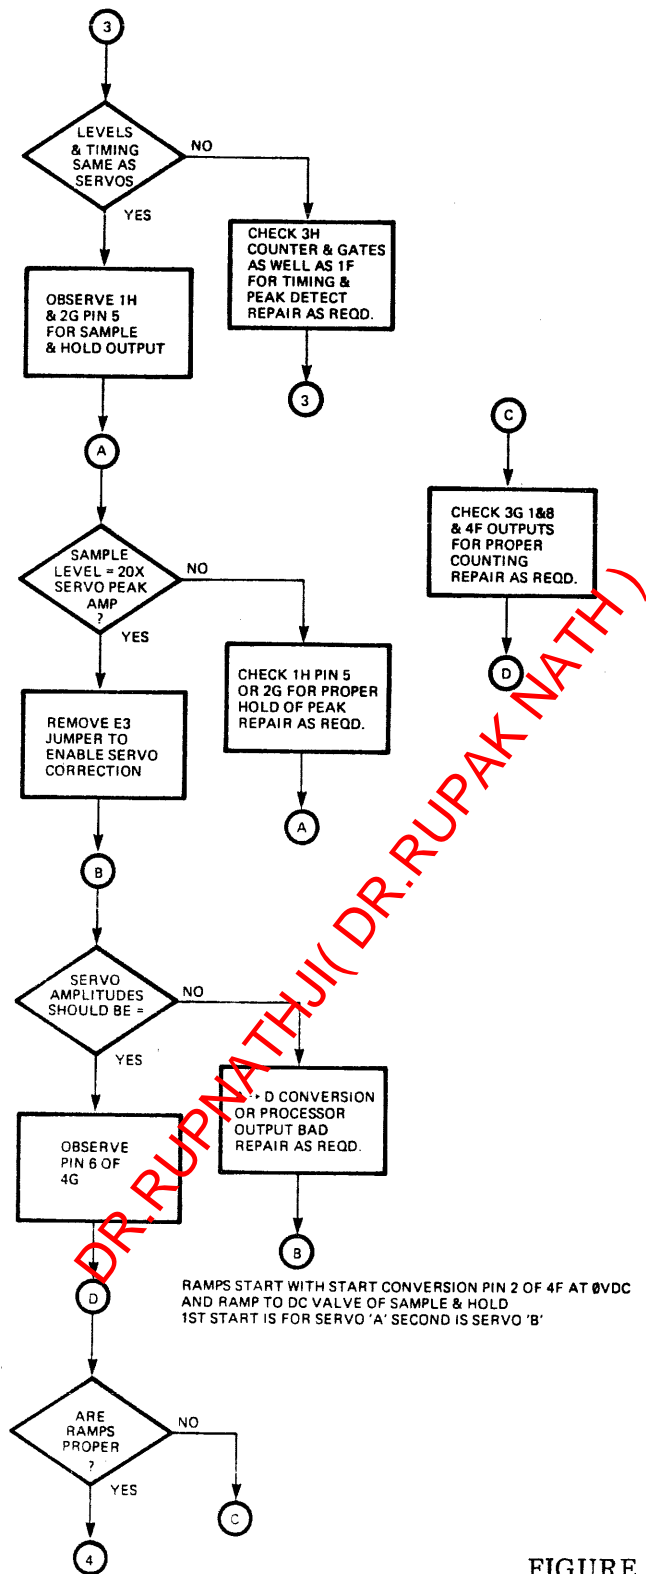 3
LEVELS
& TIMING
SAME AS
SERVOS
NO
YES
CHECK 3H
COUNTER & GATES
AS WELL AS 1F
FOR TIMING &
PEAK DETECT
REPAIR AS REQD.
3
OBSERVE 1H
& 2G PIN 5
FOR SAMPLE
& HOLD OUTPUT
A
C
CHECK 3G 1&8
& 4F OUTPUTS
FOR PROPER
COUNTING
REPAIR AS REQD.
D
SAMPLE
LEVEL = 20X
SERVO PEAK
AMP
?
NO
YES
CHECK 1H PIN 5
OR 2G FOR PROPER
HOLD OF PEAK
REPAIR AS REQD.
A
REMOVE E3
JUMPER TO
ENABLE SERVO
CORRECTION
B
SERVO
AMPLITUDES
SHOULD BE =
NO
YES
D CONVERSION
OR PROCESSOR
OUTPUT BAD
REPAIR AS REQD.
B
OBSERVE
PIN 6 OF
4G
D
RAMPS START WITH START CONVERSION PIN 2 OF 4F AT 0VDC
AND RAMP TO DC VALVE OF SAMPLE & HOLD
1ST START IS FOR SERVO 'A' SECOND IS SERVO 'B'
ARE
RAMPS
PROPER
?
NO
YES
C
4
FIGURE
DR.RUPNATHJI( DR.RUPAK NATH )